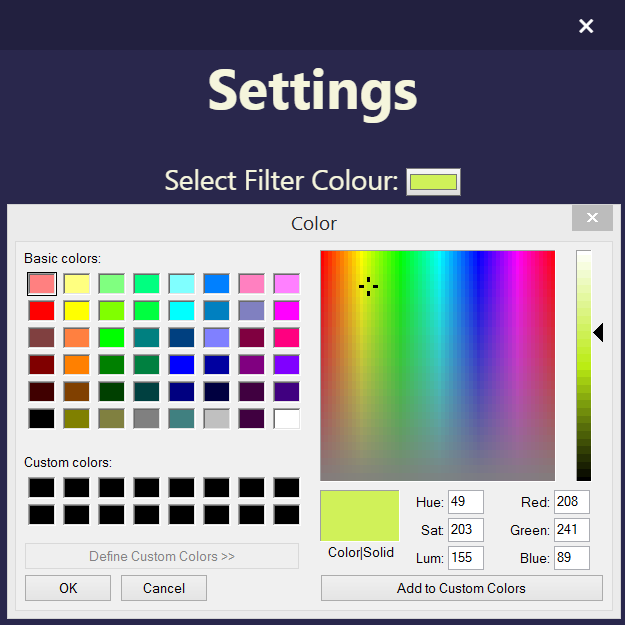 Settings
Select Filter Colour:
Color
Basic colors:
Custom colors:
Define Custom Colors >>
OK Cancel
Color|Solid
Hue: 49 Red: 208
Sat: 203 Green: 241
Lum: 155 Blue: 89
Add to Custom Colors